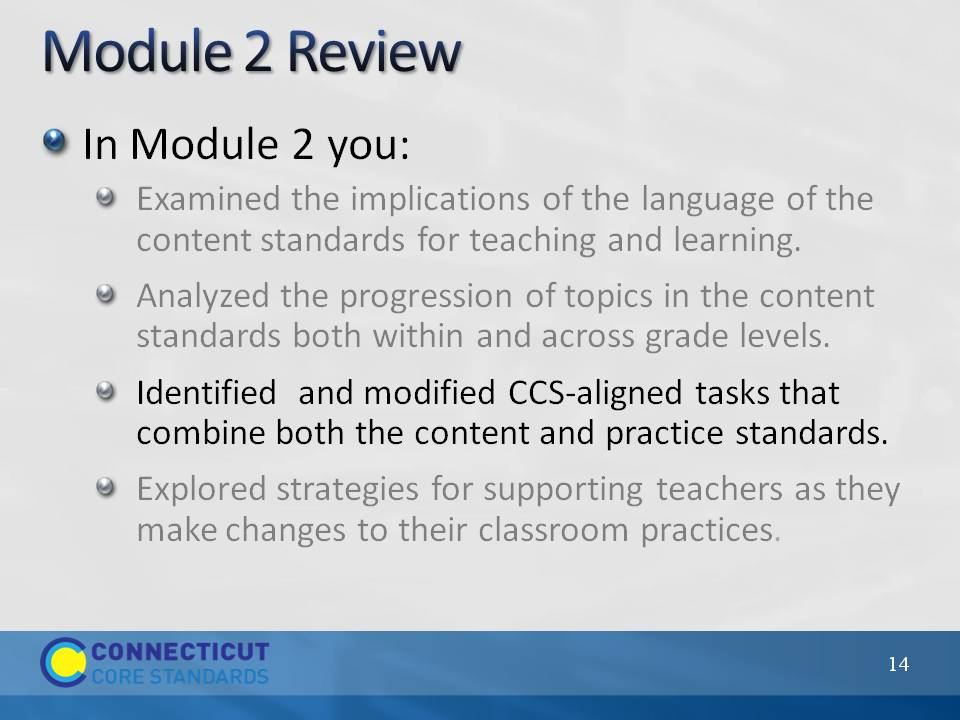 Module 2 Review
In Module 2 you:
Examined the implications of the language of the
content standards for teaching and learning.
Analyzed the progression of topics in the content
standards both within and across grade levels.
Identified  and modified CCS-aligned tasks that
combine both the content and practice standards.
Explored strategies for supporting teachers as they
make changes to their classroom practices.
CONNECTICUT
CORE STANDARDS
14